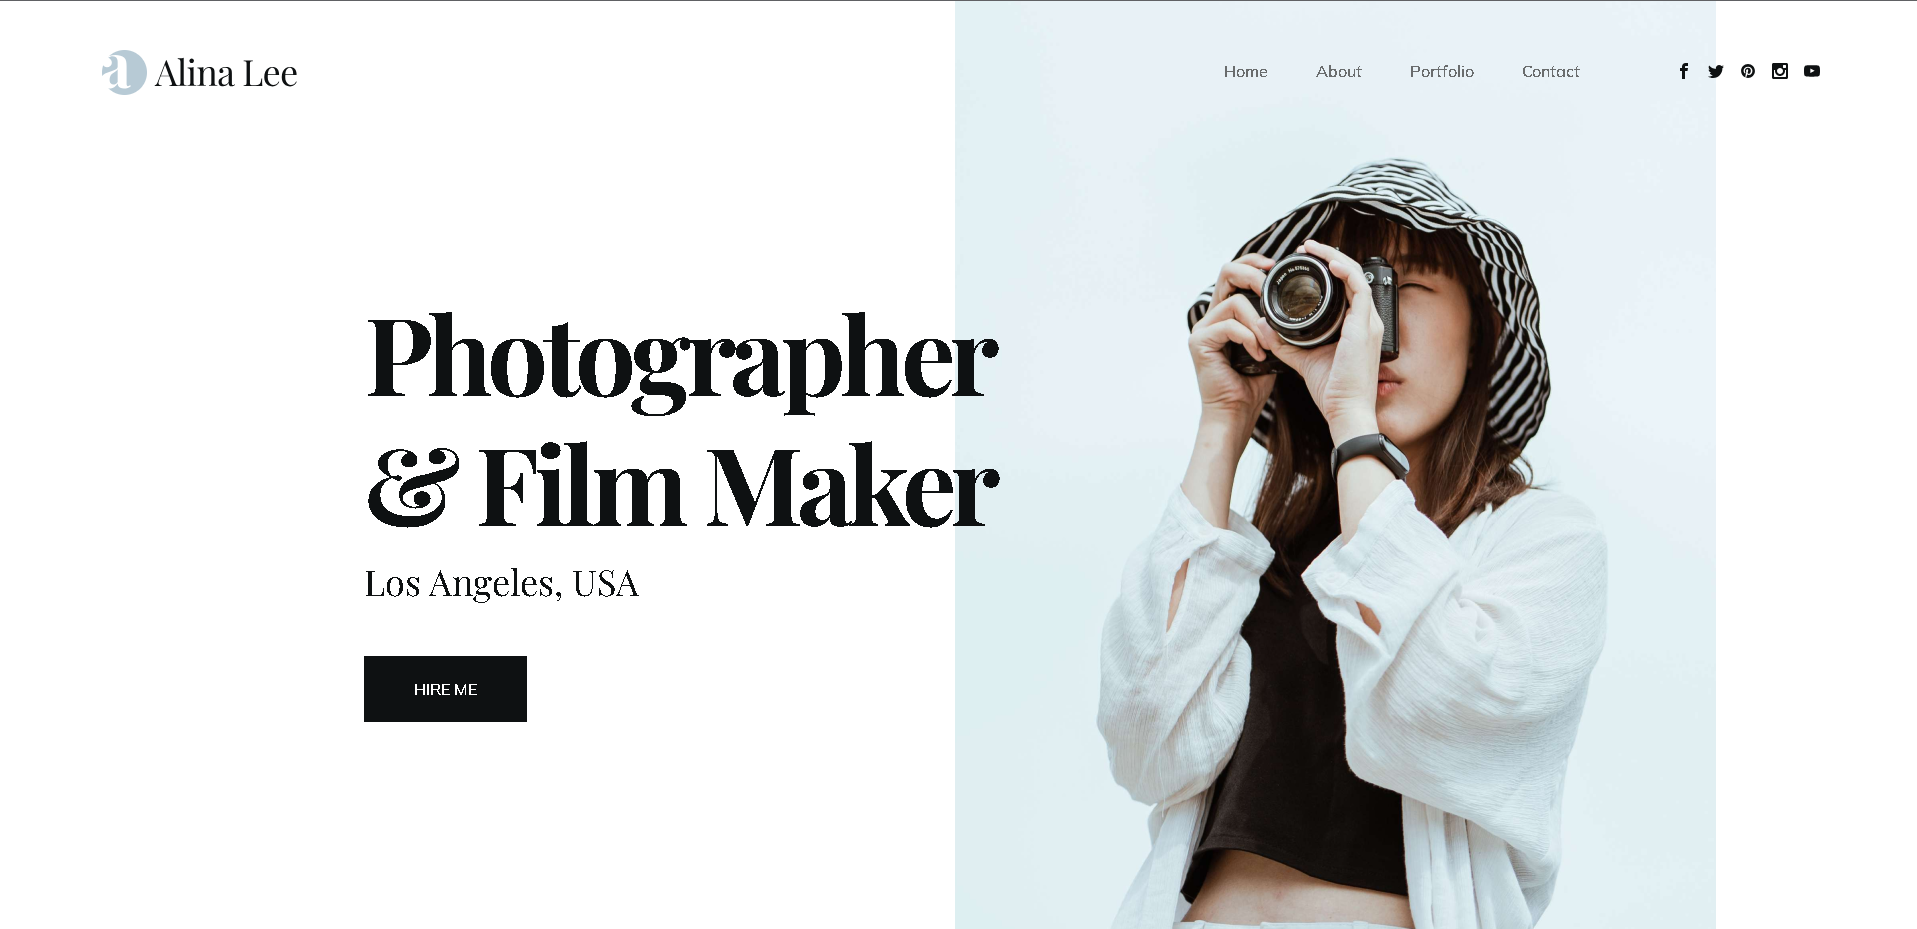 a Alina Lee
Home About Portfolio Contact
Photographer
& Film Maker
Los Angeles, USA
HIRE ME